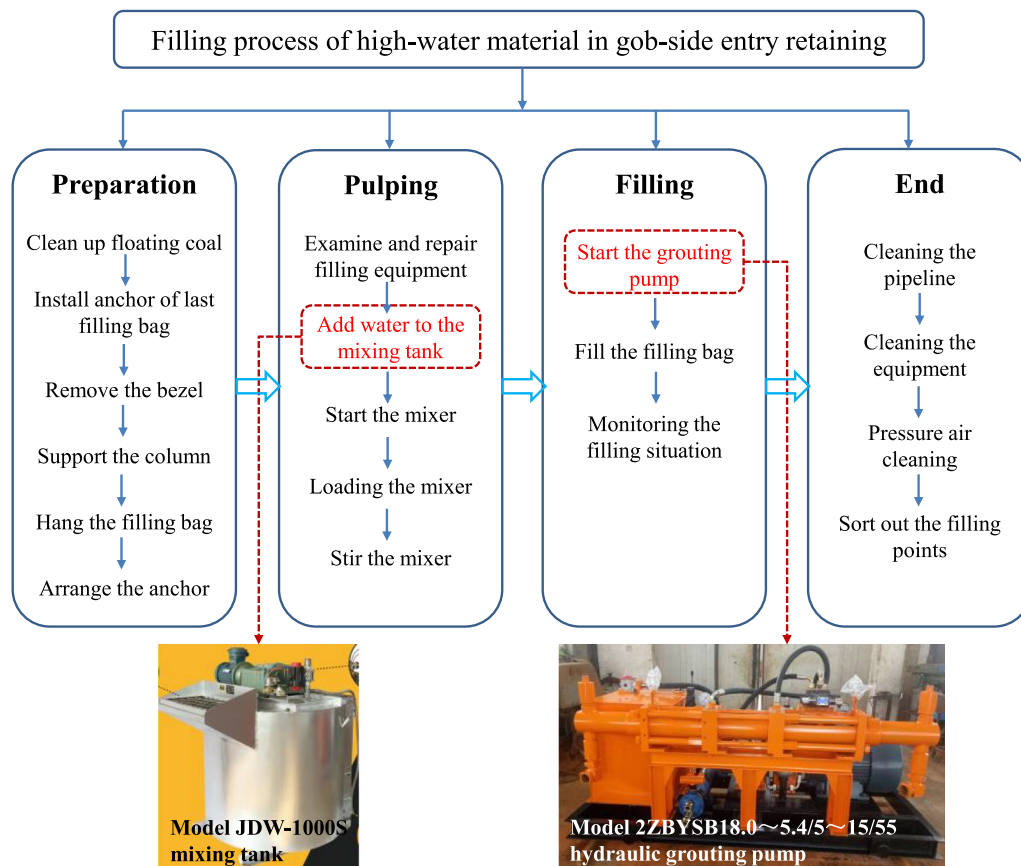 Filling process of high-water material in gob-side entry retaining
Preparation
Clean up floating coal
Install anchor of last
filling bag
Remove the bezel
Support the column
Hang the filling bag
Arrange the anchor
Pulping
Examine and repair
filling equipment
Add water to the
mixing tank
Start the mixer
Loading the mixer
Stir the mixer
Filling
Start the grouting
pump
Fill the filling bag
Monitoring the
filling situation
End
Cleaning the
pipeline
Cleaning the
equipment
Pressure air
cleaning
Sort out the filling
points
Model JDW-1000S
mixing tank
Model 2ZBYSB18.0～5.4/5～15/55
hydraulic grouting pump